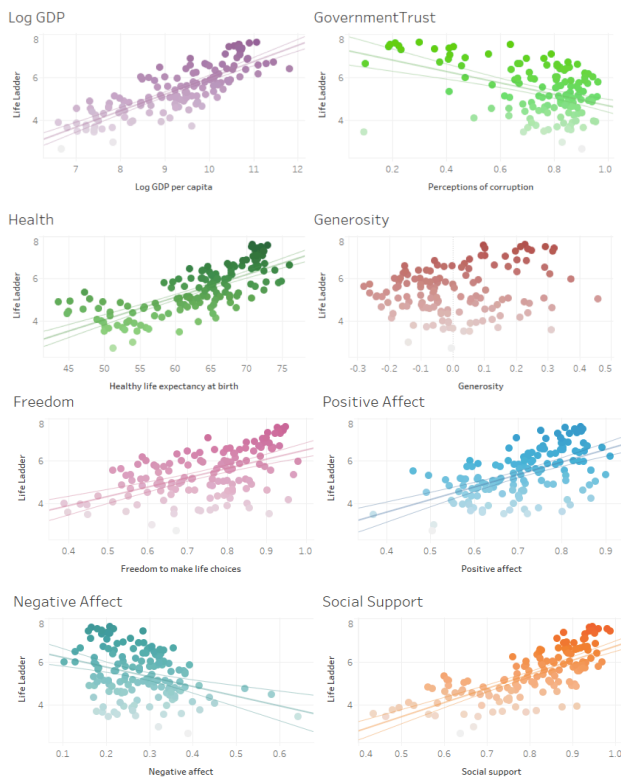 Log GDP
GovernmentTrust
Life Ladder
8
6
4
7 8 9 10 11 12
Log GDP per capita
Life Ladder
8
6
4
0.2 0.4 0.6 0.8 1.0
Perceptions of corruption
Health
Generosity
Life Ladder
8
6
4
45 50 55 60 65 70 75
Healthy life expectancy at birth
Life Ladder
8
6
4
-0.3 -0.2 -0.1 0.0 0.1 0.2 0.3 0.4 0.5
Generosity
Freedom
Positive Affect
Life Ladder
8
6
4
0.4 0.5 0.6 0.7 0.8 0.9 1.0
Freedom to make life choices
Life Ladder
8
6
4
0.4 0.5 0.6 0.7 0.8 0.9
Positive affect
Negative Affect
Social Support
Life Ladder
8
6
4
0.1 0.2 0.3 0.4 0.5 0.6
Negative affect
Life Ladder
8
6
4
0.4 0.5 0.6 0.7 0.8 0.9 1.0
Social support